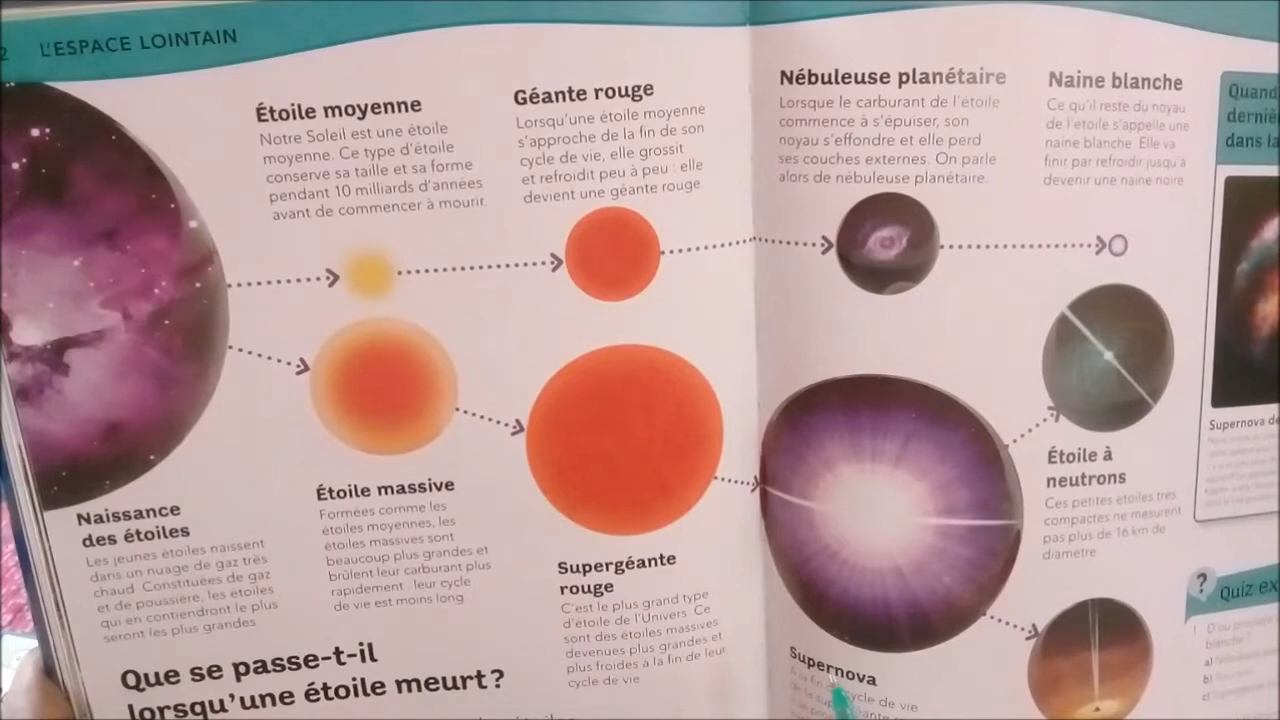 L'ESPACE LOINTAIN
Étoile moyenne
Notre Soleil est une étoile
moyenne. Ce type d'étoile
conserve sa taille et sa forme
pendant 10 milliards d'années
avant de commencer à mourir.
Géante rouge
Lorsqu'une étoile moyenne
s'approche de la fin de son
cycle de vie, elle grossit
et refroidit peu à peu : elle
devient une géante rouge.
Nébuleuse planétaire
Lorsque le carburant de l'étoile
commence à s'épuiser, son
noyau s'effondre et elle perd
ses couches externes. On parle
alors de nébuleuse planétaire.
Naine blanche
Ce qu'il reste du noyau
de l'étoile s'appelle une
naine blanche. Elle va
finir par refroidir jusqu'à
devenir une naine noire
Quand
derniè
dans la
Naissance
des étoiles
Les jeunes étoiles naissent
dans un nuage de gaz très
chaud. Constituées de gaz
et de poussière, les étoiles
qui en contiendront le plus
seront les plus grandes
Étoile massive
Formées comme les
étoiles moyennes, les
étoiles massives sont
beaucoup plus grandes et
brûlent leur carburant plus
rapidement : leur cycle
de vie est moins long
Supergéante
rouge
C'est le plus grand type
d'étoile de l'Univers. Ce
sont des étoiles massives
devenues plus grandes et
plus froides à la fin de leur
cycle de vie
Étoile à
neutrons
Ces petites étoiles très
compactes ne mesurent
pas plus de 16 km de
diamètre
Supernova de
Supernova
cycle de vie
Que se passe-t-il
lorsqu'une étoile meurt ?
? Quiz ex
blanche?
a)
b)
c)